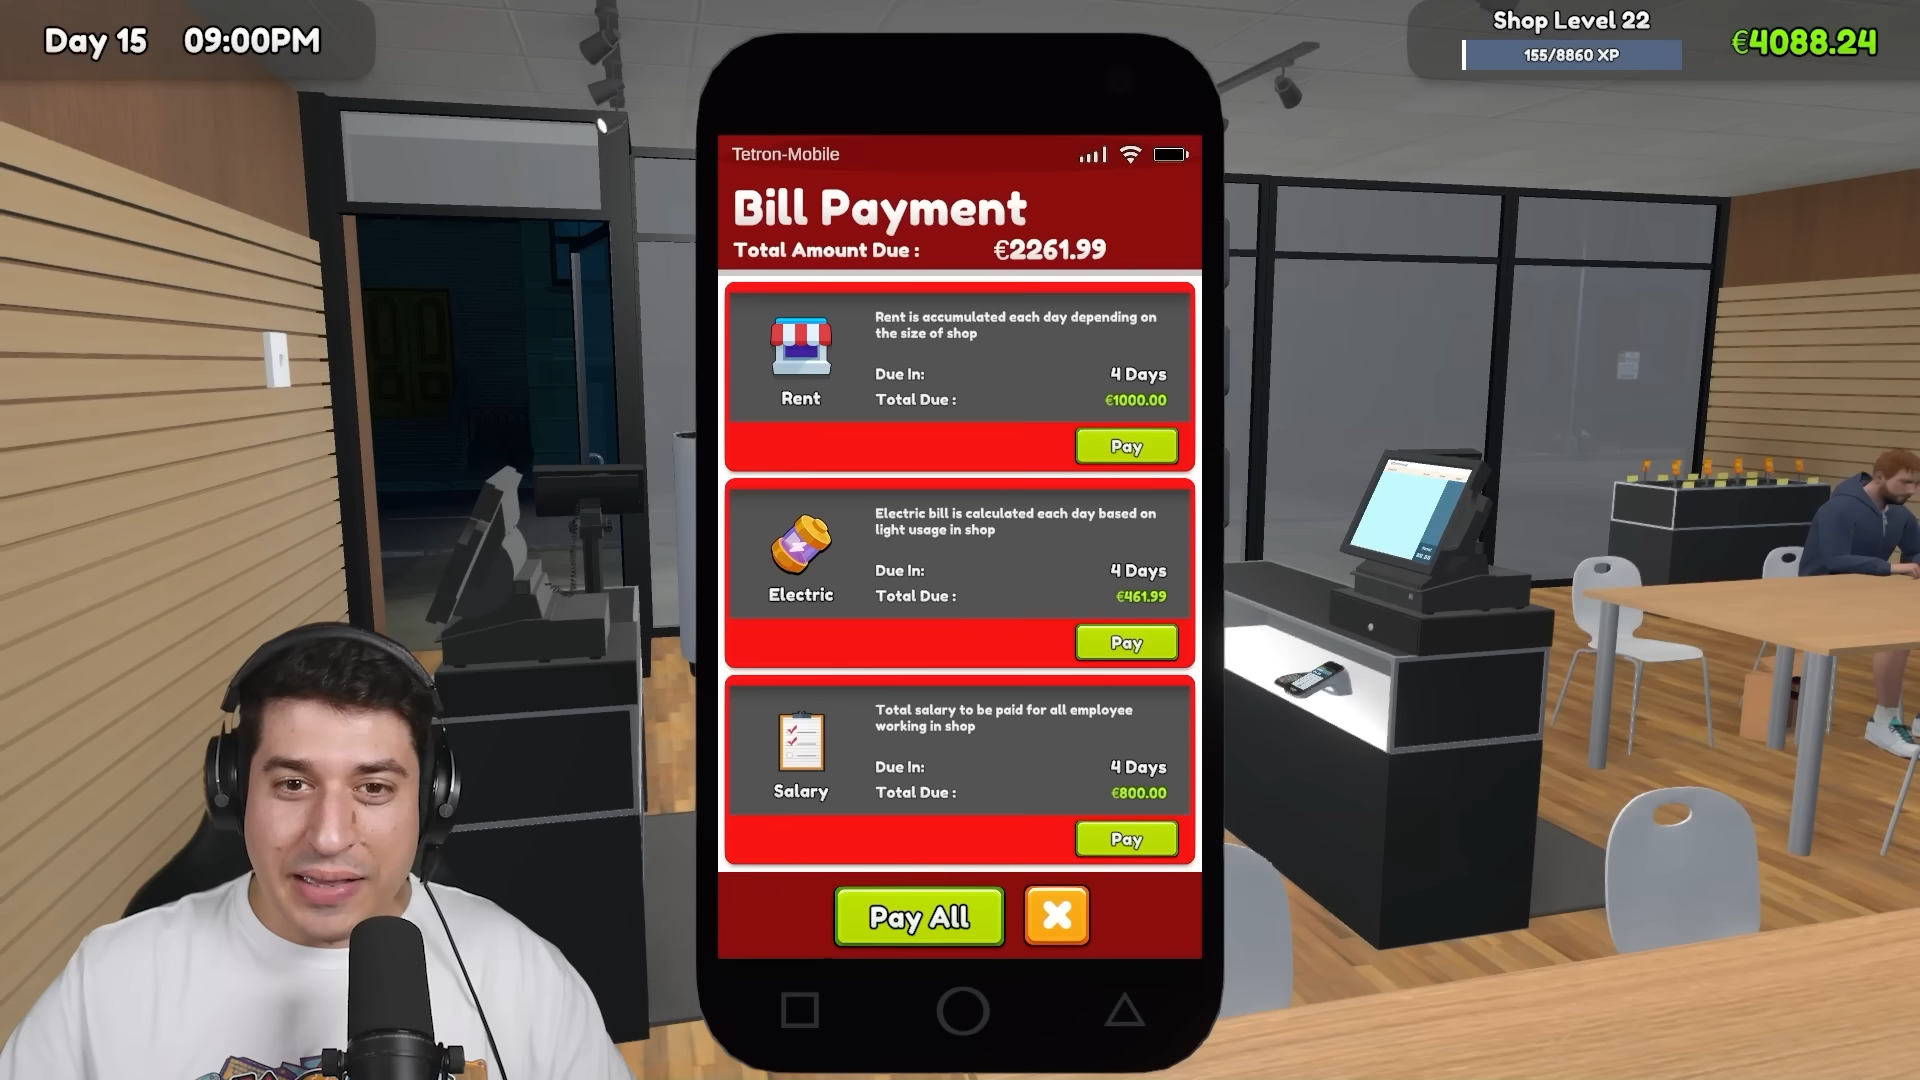 Day 15 09:00PM
Shop Level 22
155/8860 XP
€4088.24
Tetron-Mobile
Bill Payment
Total Amount Due : €2261.99
Rent is accumulated each day depending on
the size of shop
Due In: 4 Days
Rent
Total Due : €1000.00
Pay
Electric bill is calculated each day based on
light usage in shop
Due In: 4 Days
Electric
Total Due : €461.99
Pay
Total salary to be paid for all employee
working in shop
Due In: 4 Days
Salary
Total Due : €800.00
Pay
Pay All